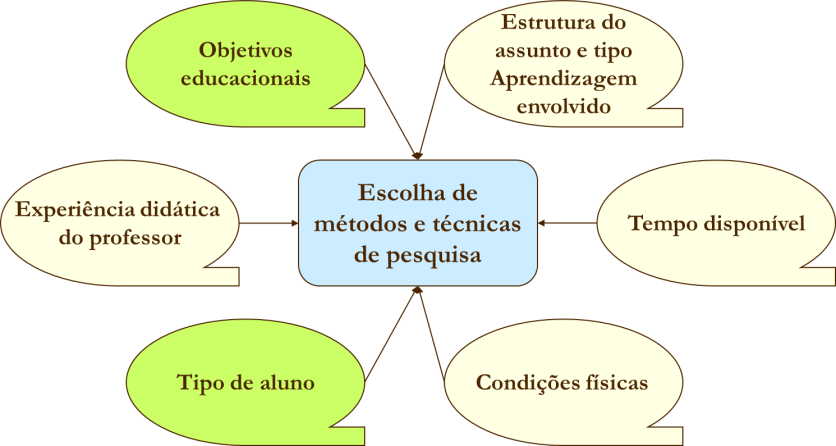 Objetivos
educacionais
Estrutura do
assunto e tipo
Aprendizagem
envolvido
Experiência didática
do professor
Escolha de
métodos e técnicas
de pesquisa
Tempo disponível
Tipo de aluno
Condições físicas